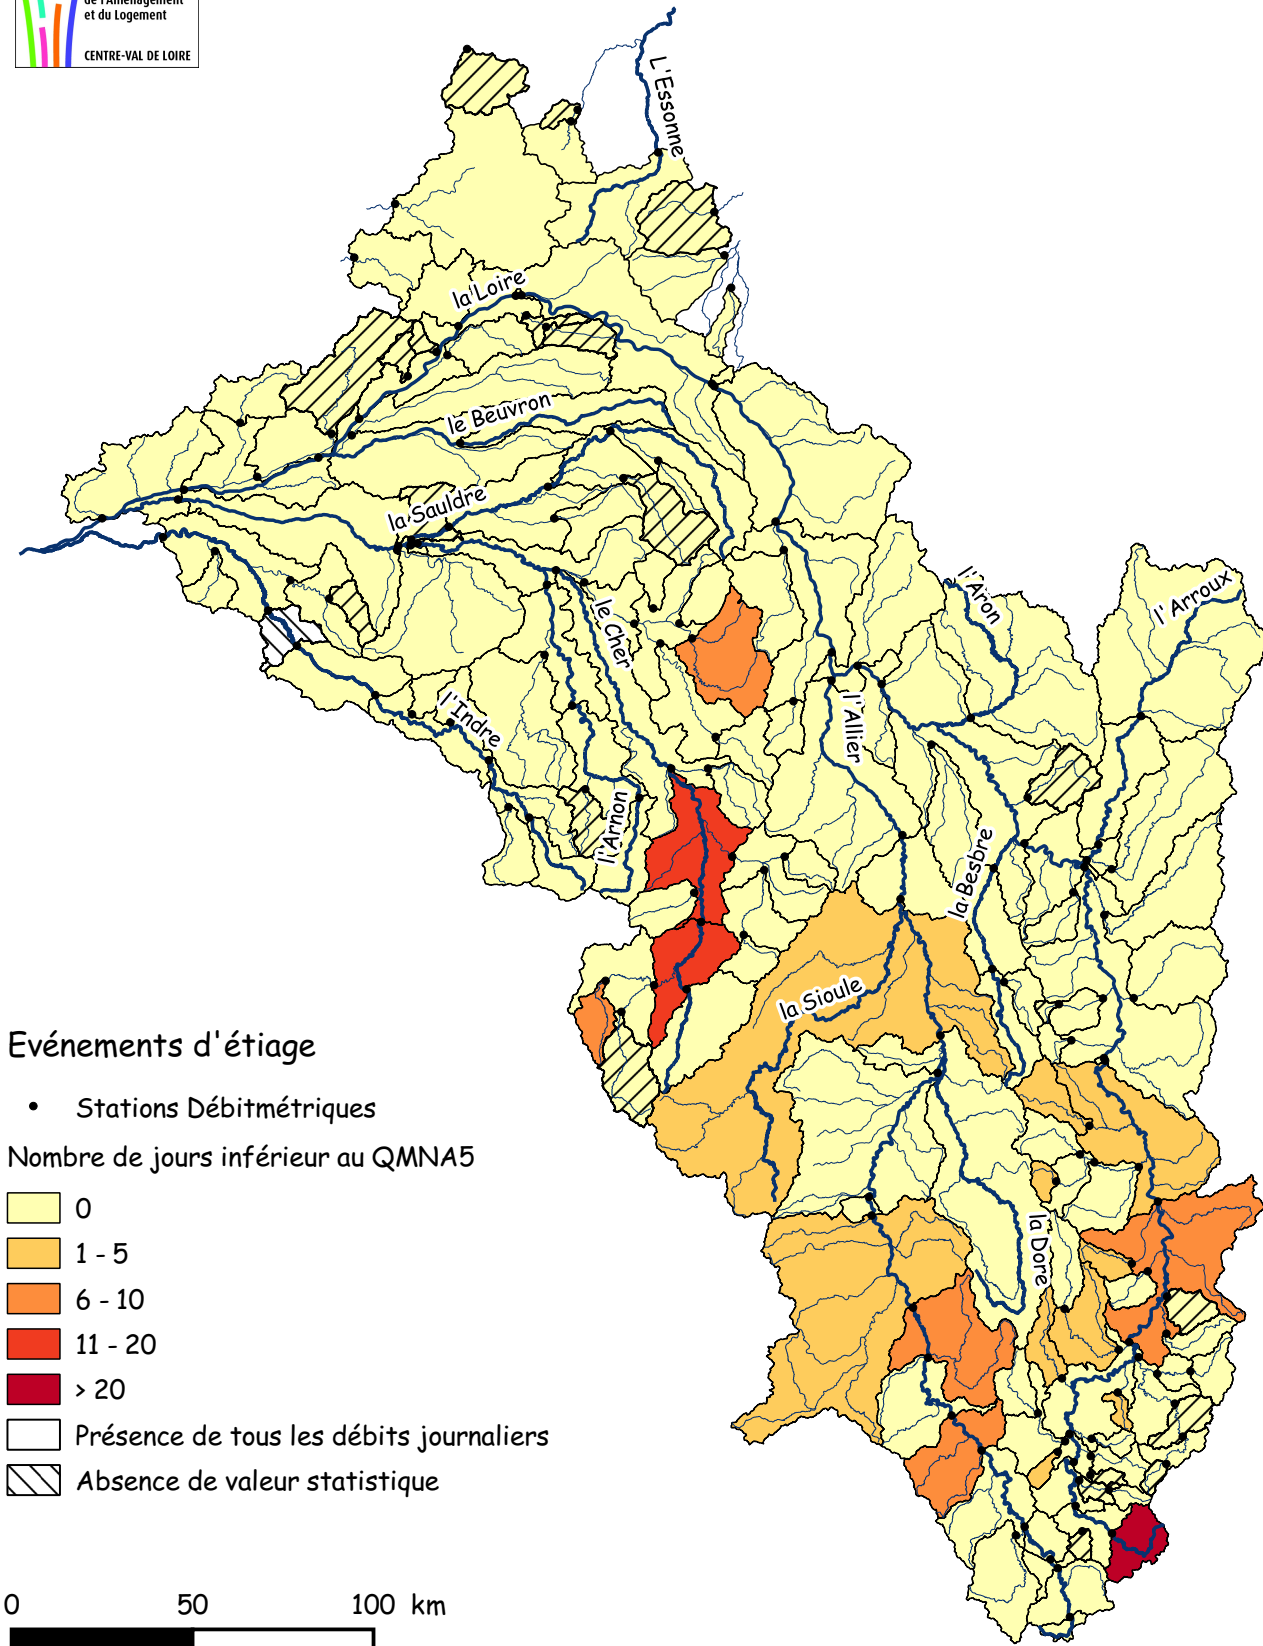 de l'Aménagement
et du Logement
CENTRE-VAL DE LOIRE
L'Essonne
la Loire
le Beuvron
la Sauldre
le Cher
l'Aron
l'Arroux
l'Indre
l'Allier
l'Arnon
la Besbre
la Sioule
la Dore
Evénements d'étiage
Stations Débitmétriques
Nombre de jours inférieur au QMNA5
0
1 - 5
6 - 10
11 - 20
> 20
Présence de tous les débits journaliers
Absence de valeur statistique
0 50 100 km